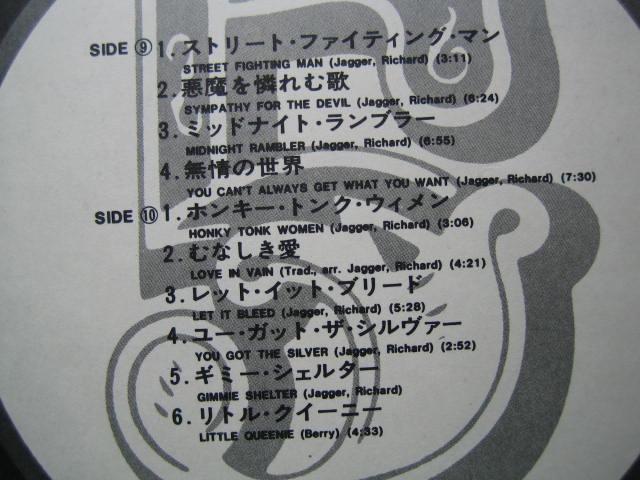 SIDE ⑨ 1. ストリート・ファイティング・マン
STREET FIGHTING MAN (Jagger, Richard) (3:11)
2. 悪魔を憐れむ歌
SYMPATHY FOR THE DEVIL (Jagger, Richard) (6:24)
3. ミッドナイト・ランブラー
MIDNIGHT RAMBLER (Jagger, Richard) (6:55)
4. 無情の世界
YOU CAN'T ALWAYS GET WHAT YOU WANT (Jagger, Richard) (7:30)
SIDE ⑩ 1. ホンキー・トンク・ウィメン
HONKY TONK WOMEN (Jagger, Richard) (3:06)
2. むなしき愛
LOVE IN VAIN (Trad., arr. Jagger, Richard) (4:21)
3. レット・イット・ブリード
LET IT BLEED (Jagger, Richard) (5:28)
4. ユー・ガット・ザ・シルヴァー
YOU GOT THE SILVER (Jagger, Richard) (2:52)
5. ギミー・シェルター
GIMMIE SHELTER (Jagger, Richard)
6. リトル・クイーニー
LITTLE QUEENIE (Berry) (4:33)